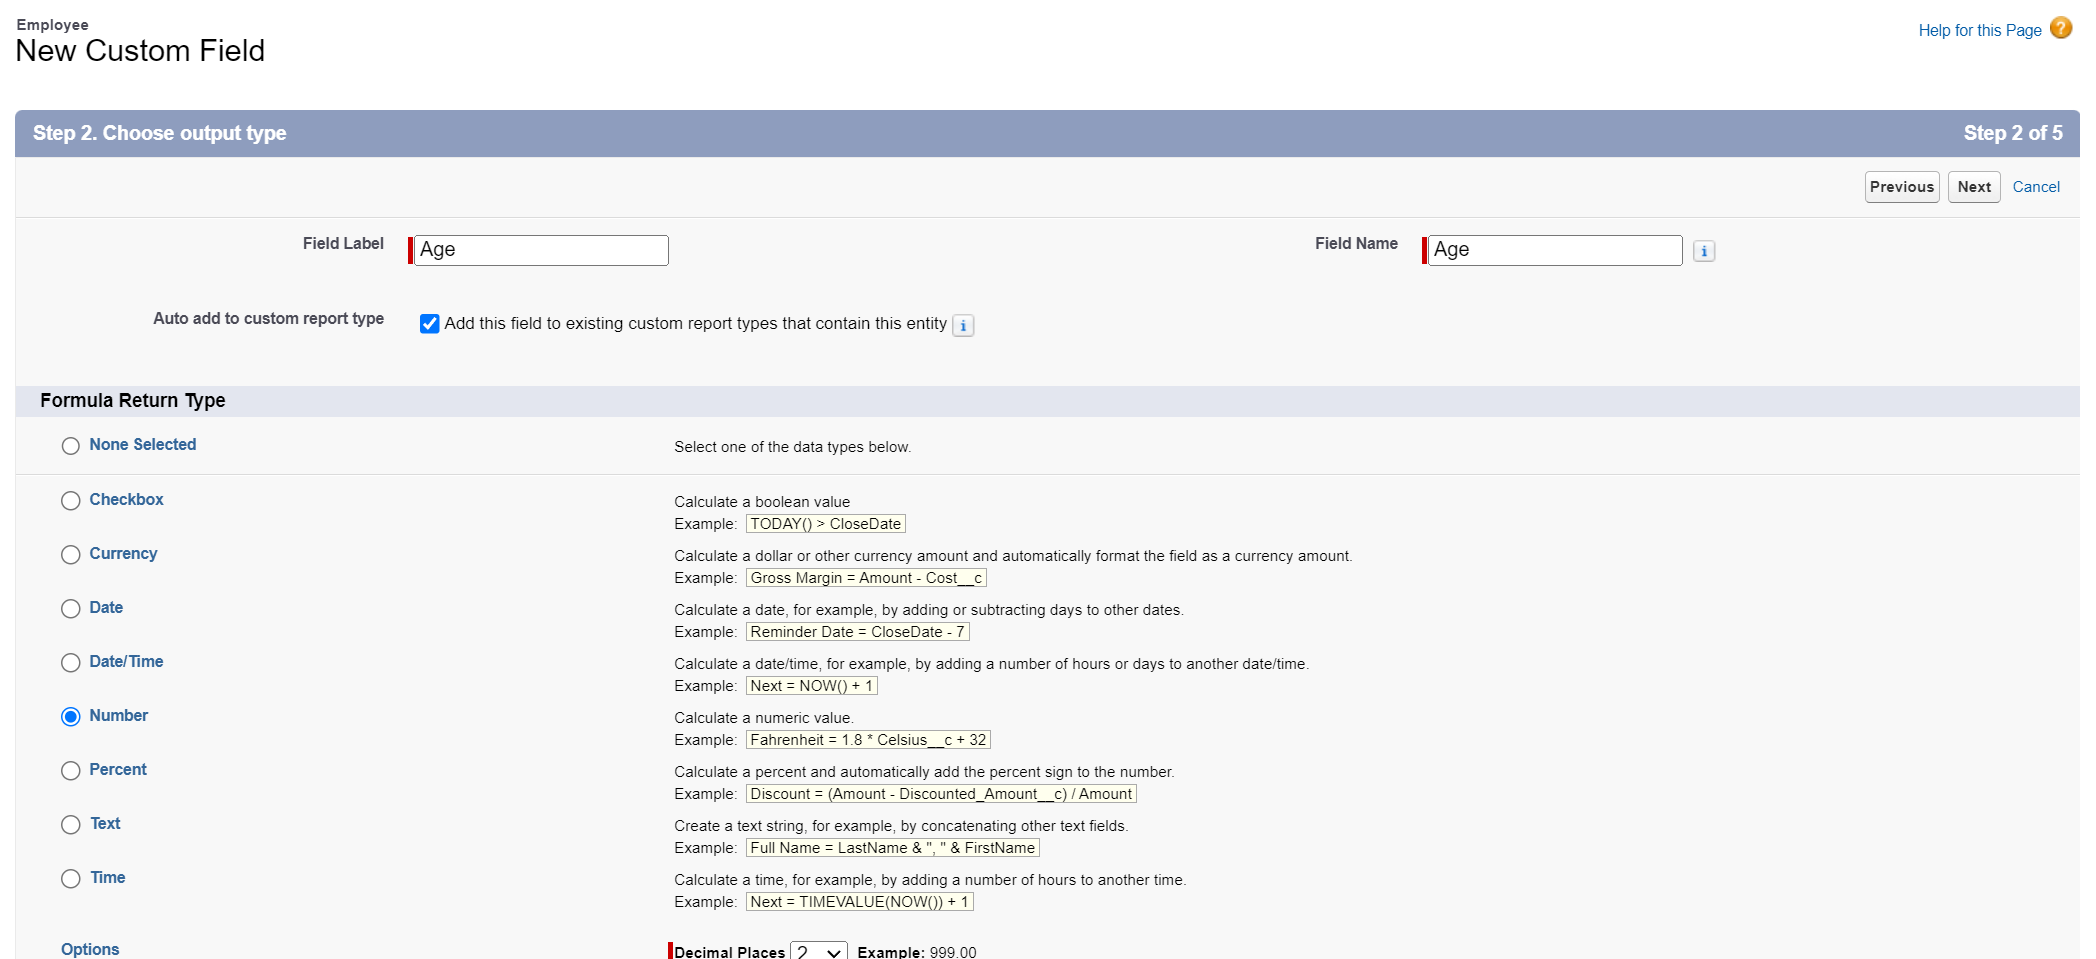 Employee
New Custom Field
Help for this Page ?
Step 2. Choose output type
Step 2 of 5
Previous Next Cancel
Field Label Age
Field Name Age i
Auto add to custom report type
Add this field to existing custom report types that contain this entity i
Formula Return Type
None Selected Select one of the data types below.
Checkbox Calculate a boolean value
Example: TODAY() > CloseDate
Currency Calculate a dollar or other currency amount and automatically format the field as a currency amount.
Example: Gross Margin = Amount - Cost__c
Date Calculate a date, for example, by adding or subtracting days to other dates.
Example: Reminder Date = CloseDate - 7
Date/Time Calculate a date/time, for example, by adding a number of hours or days to another date/time.
Example: Next = NOW() + 1
Number Calculate a numeric value.
Example: Fahrenheit = 1.8 * Celsius__c + 32
Percent Calculate a percent and automatically add the percent sign to the number.
Example: Discount = (Amount - Discounted_Amount__c) / Amount
Text Create a text string, for example, by concatenating other text fields.
Example: Full Name = LastName & ", " & FirstName
Time Calculate a time, for example, by adding a number of hours to another time.
Example: Next = TIMEVALUE(NOW()) + 1
Options Decimal Places 2 Example: 999.00